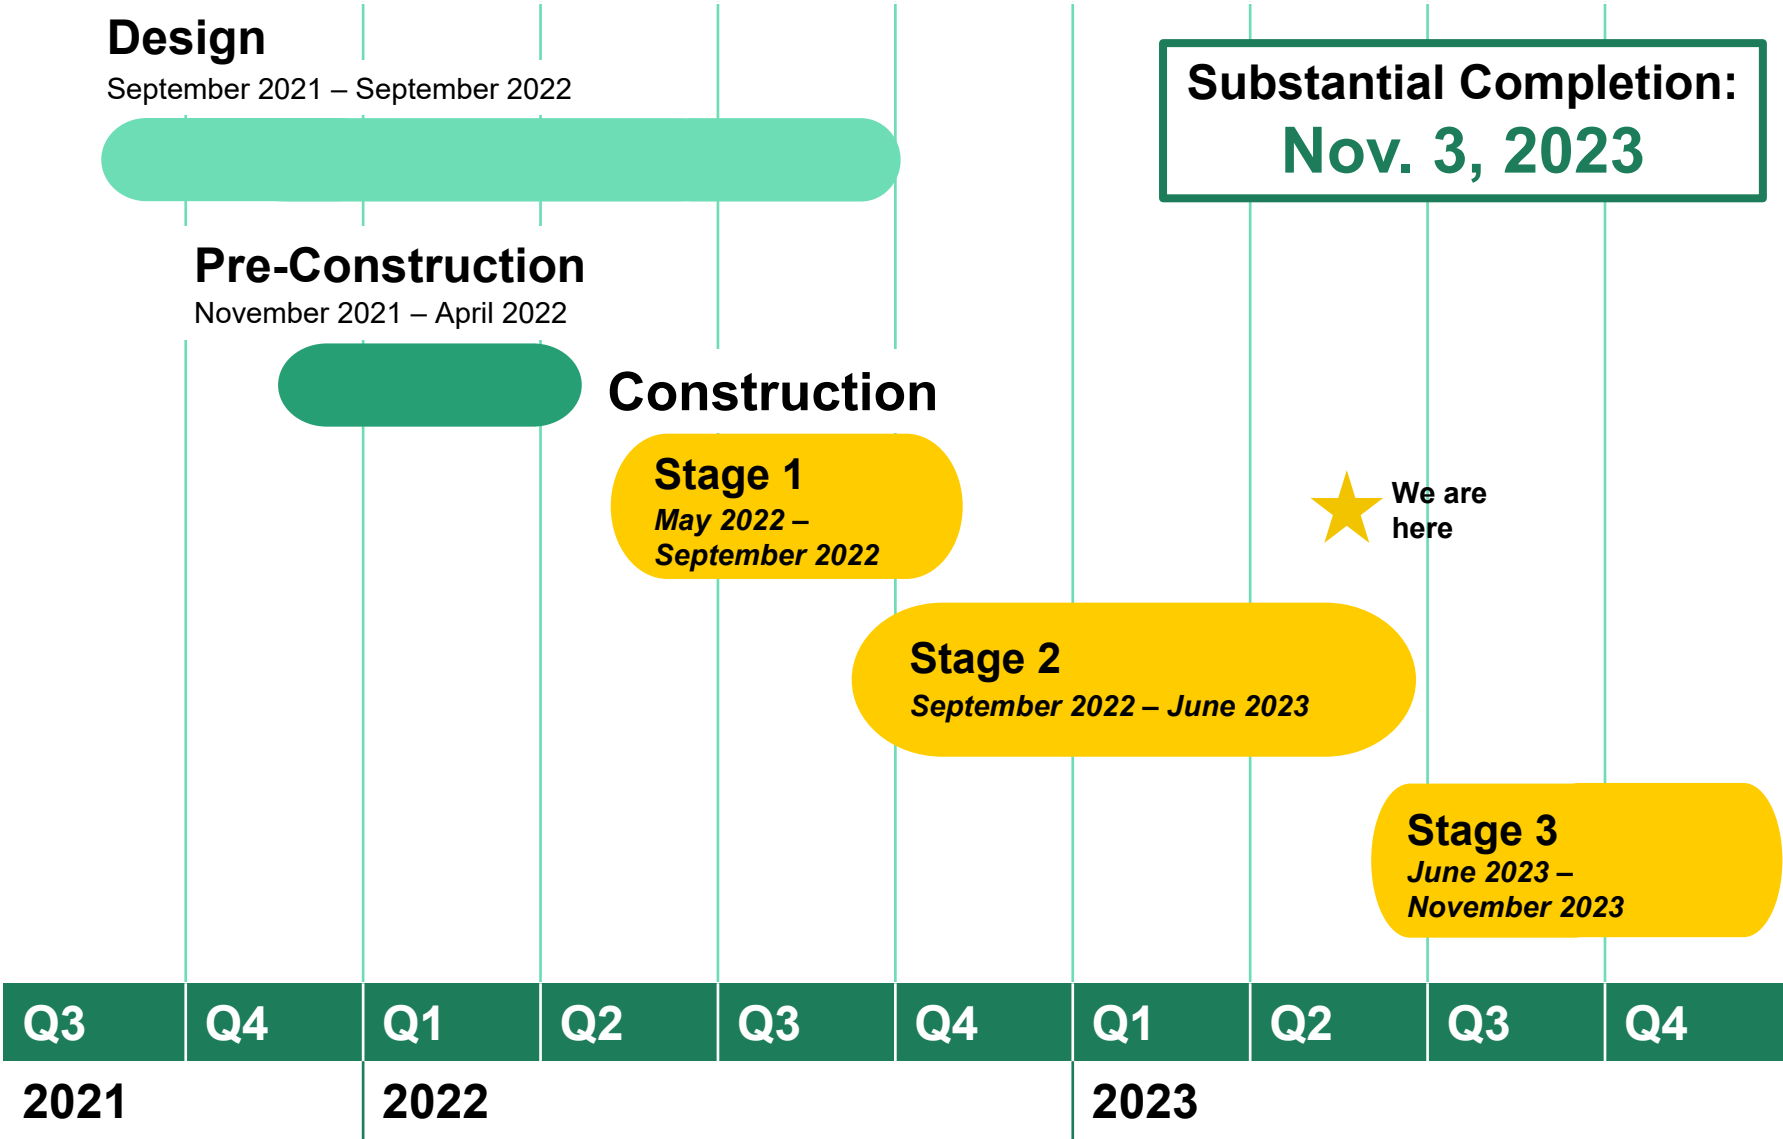 Design
September 2021 – September 2022
Substantial Completion:
Nov. 3, 2023
Pre-Construction
November 2021 – April 2022
Construction
Stage 1
May 2022 –
September 2022
We are
here
Stage 2
September 2022 – June 2023
Stage 3
June 2023 –
November 2023
Q3 Q4 Q1 Q2 Q3 Q4 Q1 Q2 Q3 Q4
2021 2022 2023